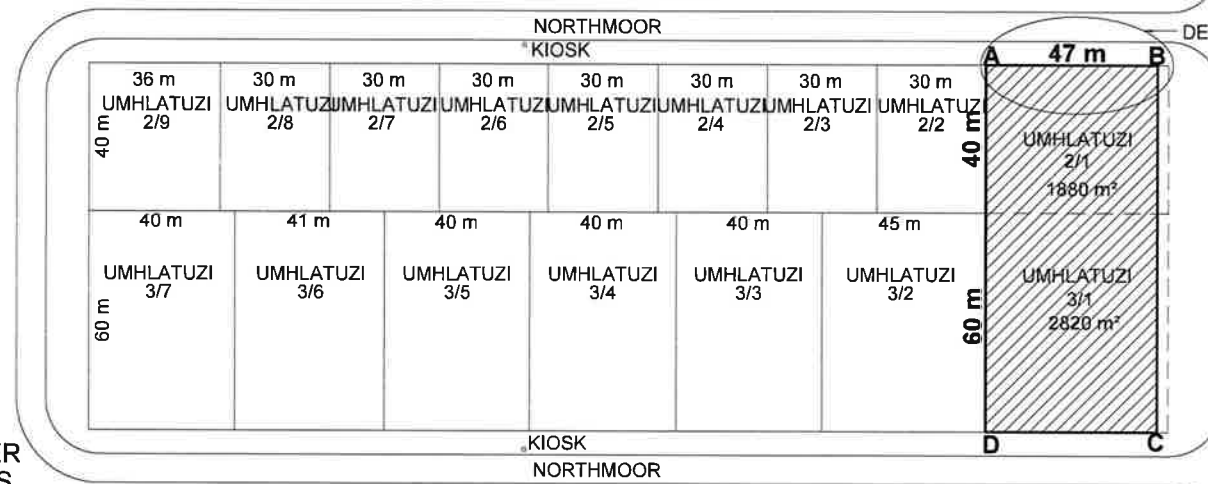 NORTHMOOR
DE
KIOSK
A 47 m B
36 m 30 m 30 m 30 m 30 m 30 m 30 m 30 m
UMHLATUZI UMHLATUZI UMHLATUZI UMHLATUZI UMHLATUZI UMHLATUZI UMHLATUZI UMHLATUZI
2/9 2/8 2/7 2/6 2/5 2/4 2/3 2/2
40 m
40 m
UMHLATUZI
2/1
1880 m²
40 m 41 m 40 m 40 m 40 m 45 m
UMHLATUZI UMHLATUZI UMHLATUZI UMHLATUZI UMHLATUZI UMHLATUZI
3/7 3/6 3/5 3/4 3/3 3/2
60 m
60 m
UMHLATUZI
3/1
2820 m²
KIOSK
D C
NORTHMOOR
ER